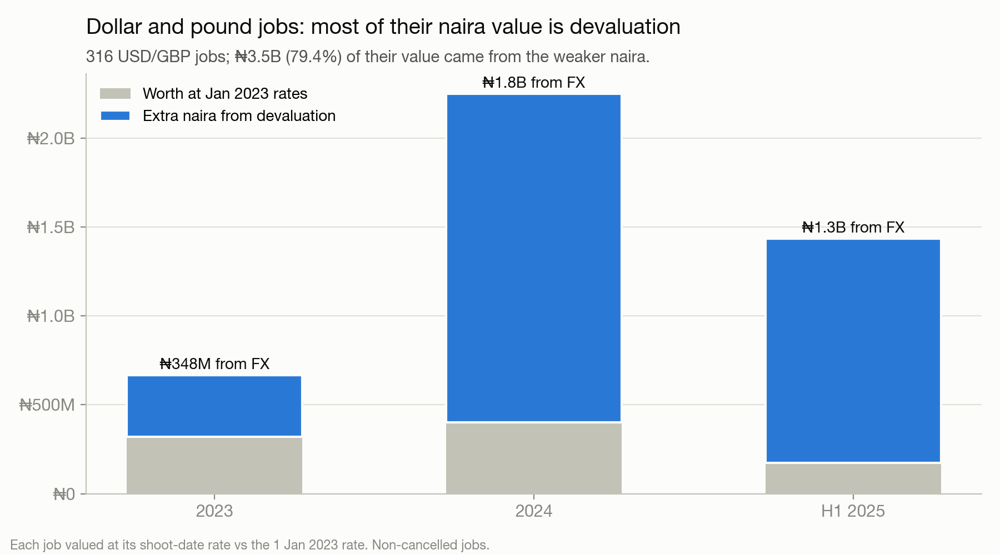 Dollar and pound jobs: most of their naira value is devaluation
316 USD/GBP jobs; ₦3.5B (79.4%) of their value came from the weaker naira.
Worth at Jan 2023 rates
Extra naira from devaluation
₦1.8B from FX
₦1.3B from FX
₦348M from FX
₦2.0B
₦1.5B
₦1.0B
₦500M
₦0
2023
2024
H1 2025
Each job valued at its shoot-date rate vs the 1 Jan 2023 rate. Non-cancelled jobs.